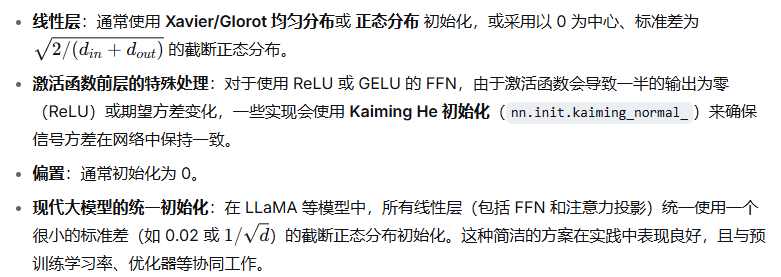 • 线性层：通常使用 Xavier/Glorot 均匀分布或 正态分布 初始化，或采用以 0 为中心、标准差为
√2/(d_in + d_out) 的截断正态分布。
• 激活函数前层的特殊处理：对于使用 ReLU 或 GELU 的 FFN，由于激活函数会导致一半的输出为零
（ReLU）或期望方差变化，一些实现会使用 Kaiming He 初始化（nn.init.kaiming_normal_）来确保
信号方差在网络中保持一致。
• 偏置：通常初始化为 0。
• 现代大模型的统一初始化：在 LLaMA 等模型中，所有线性层（包括 FFN 和注意力投影）统一使用一个
很小的标准差（如 0.02 或 1/√d）的截断正态分布初始化。这种简洁的方案在实践中表现良好，且与预
训练学习率、优化器等协同工作。